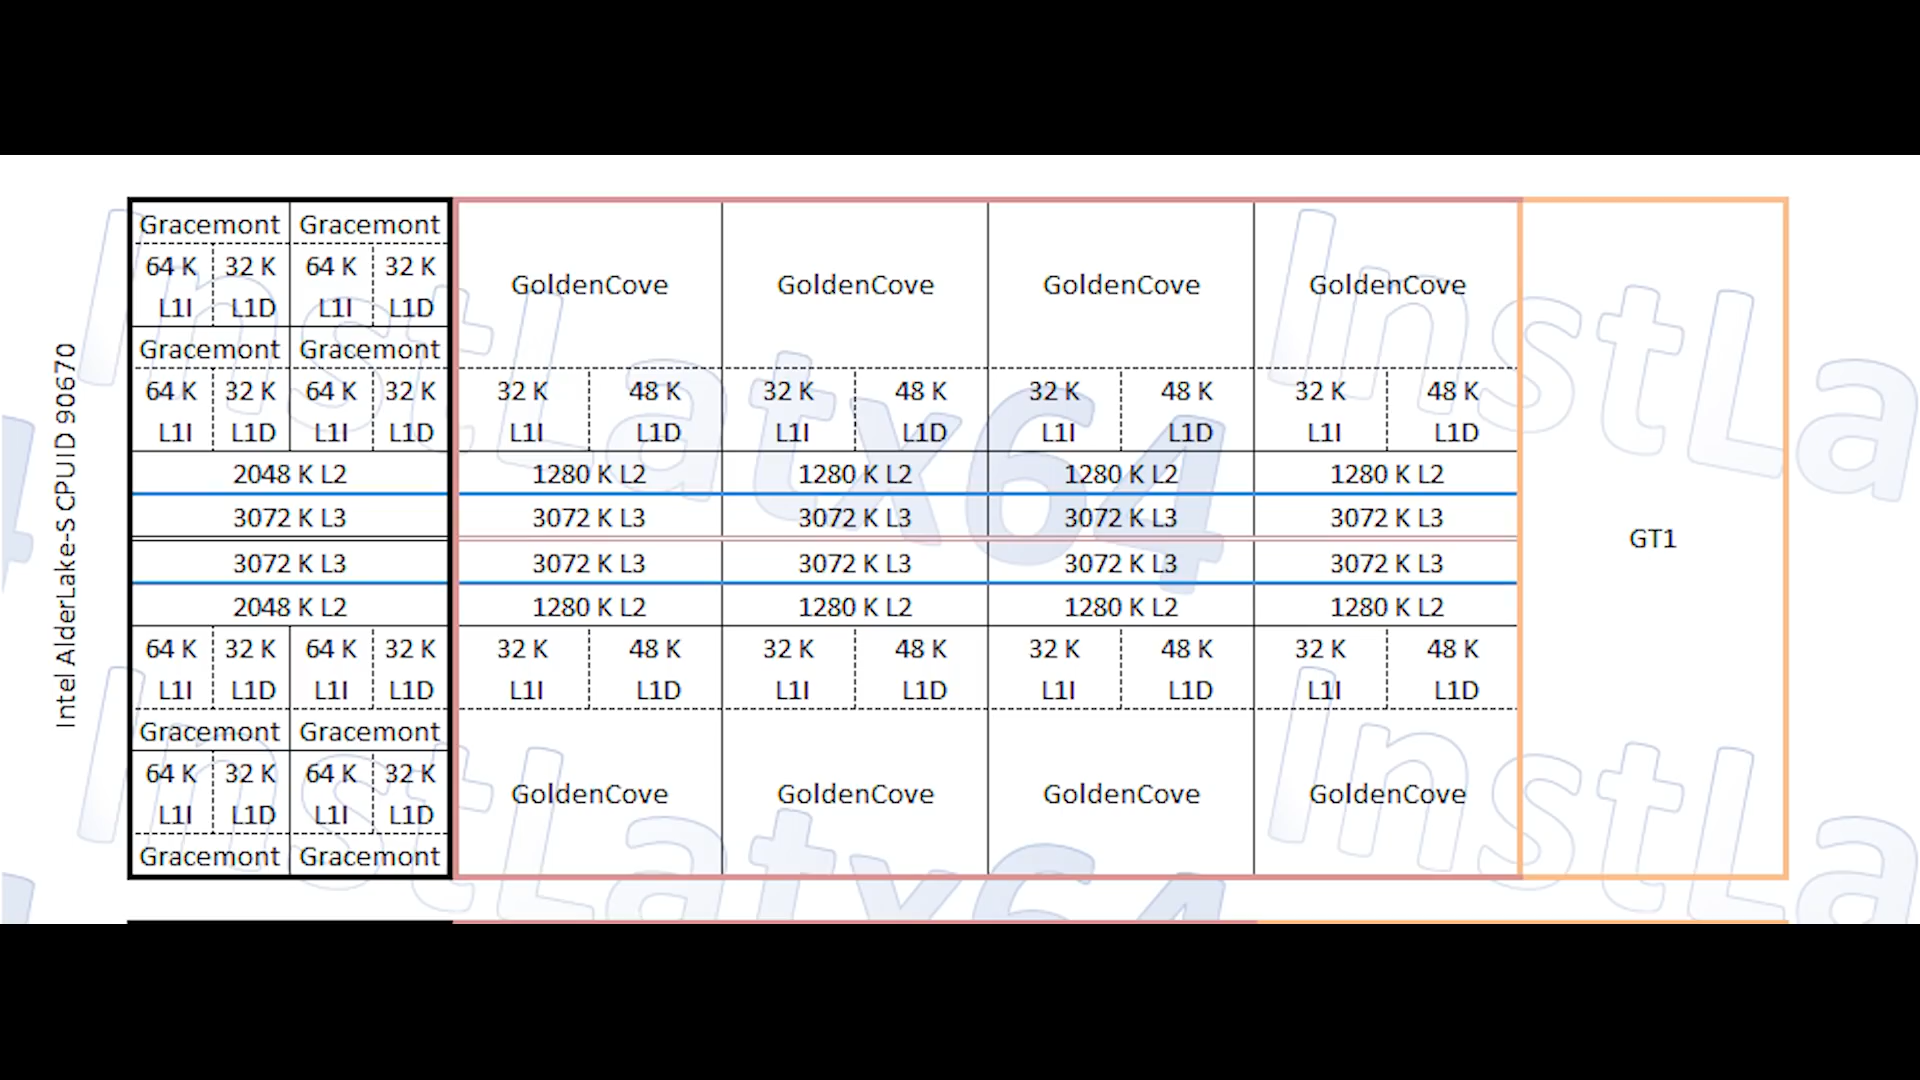 Intel AlderLake-S CPUID 90670
Gracemont Gracemont
64 K 32 K 64 K 32 K
L1I L1D L1I L1D
GoldenCove GoldenCove GoldenCove GoldenCove
Gracemont Gracemont
64 K 32 K 64 K 32 K 32 K 48 K 32 K 48 K 32 K 48 K 32 K 48 K
L1I L1D L1I L1D L1I L1D L1I L1D L1I L1D L1I L1D
2048 K L2 1280 K L2 1280 K L2 1280 K L2 1280 K L2
3072 K L3 3072 K L3 3072 K L3 3072 K L3 3072 K L3
GT1
3072 K L3 3072 K L3 3072 K L3 3072 K L3 3072 K L3
2048 K L2 1280 K L2 1280 K L2 1280 K L2 1280 K L2
64 K 32 K 64 K 32 K 32 K 48 K 32 K 48 K 32 K 48 K 32 K 48 K
L1I L1D L1I L1D L1I L1D L1I L1D L1I L1D L1I L1D
Gracemont Gracemont
64 K 32 K 64 K 32 K
L1I L1D L1I L1D
GoldenCove GoldenCove GoldenCove GoldenCove
Gracemont Gracemont
InstLatx64
InstLa
InstLatx64
InstLa